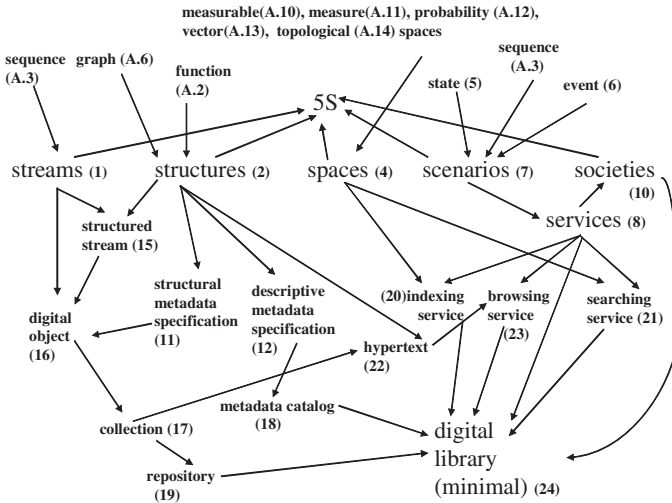 measurable(A.10), measure(A.11), probability (A.12),
vector(A.13), topological (A.14) spaces
sequence
(A.3)
graph (A.6)
function
(A.2)
5S
state (5)
sequence
(A.3)
event (6)
streams (1)
structures (2)
spaces (4)
scenarios (7)
societies
(10)
services (8)
structured
stream (15)
digital
object
(16)
structural
metadata
specification
(11)
descriptive
metadata
specification
(12)
hypertext
(22)
(20)indexing
service
browsing
service
(23)
searching
service (21)
collection (17)
metadata catalog
(18)
repository
(19)
digital
library
(minimal) (24)